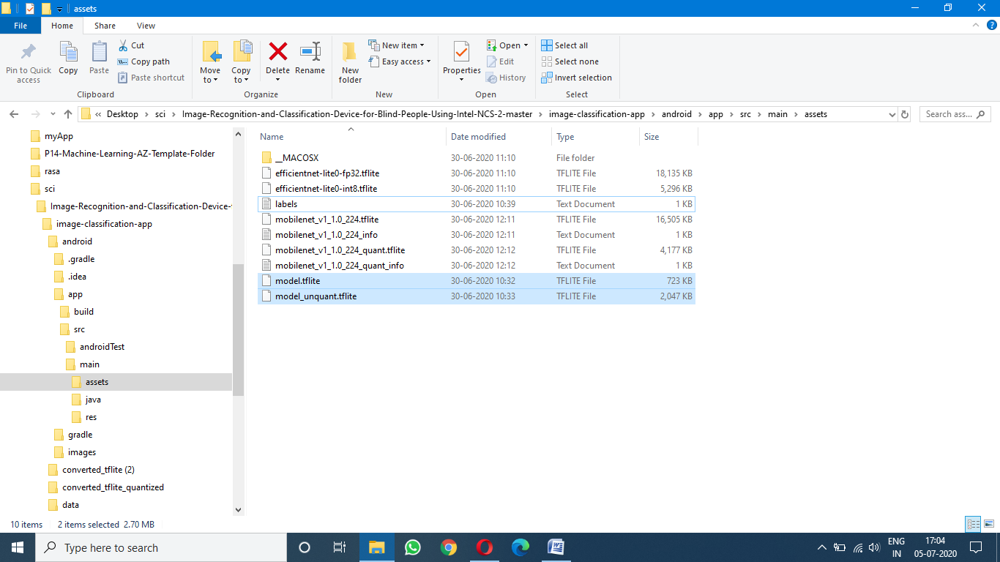 assets
File Home Share View
Pin to Quick access
Copy
Paste
Cut
Copy path
Paste shortcut
Clipboard
Move to
Copy to
Delete
Rename
Organize
New folder
New item
Easy access
New
Properties
Open
Edit
History
Open
Select all
Select none
Invert selection
Select
« Desktop › sci › Image-Recognition-and-Classification-Device-for-Blind-People-Using-Intel-NCS-2-master › image-classification-app › android › app › src › main › assets
Search ass...
myApp
P14-Machine-Learning-AZ-Template-Folder
rasa
sci
Image-Recognition-and-Classification-Device-
image-classification-app
android
.gradle
.idea
app
build
src
androidTest
main
assets
java
res
gradle
images
converted_tflite (2)
converted_tflite_quantized
data
Name Date modified Type Size
__MACOSX 30-06-2020 11:10 File folder
efficientnet-lite0-fp32.tflite 30-06-2020 11:10 TFLITE File 18,135 KB
efficientnet-lite0-int8.tflite 30-06-2020 11:10 TFLITE File 5,296 KB
labels 30-06-2020 10:39 Text Document 1 KB
mobilenet_v1_1.0_224.tflite 30-06-2020 12:11 TFLITE File 16,505 KB
mobilenet_v1_1.0_224_info 30-06-2020 12:11 Text Document 1 KB
mobilenet_v1_1.0_224_quant.tflite 30-06-2020 12:12 TFLITE File 4,177 KB
mobilenet_v1_1.0_224_quant_info 30-06-2020 12:12 Text Document 1 KB
model.tflite 30-06-2020 10:32 TFLITE File 723 KB
model_unquant.tflite 30-06-2020 10:33 TFLITE File 2,047 KB
10 items 2 items selected 2.70 MB
Type here to search
ENG
IN
17:04
05-07-2020